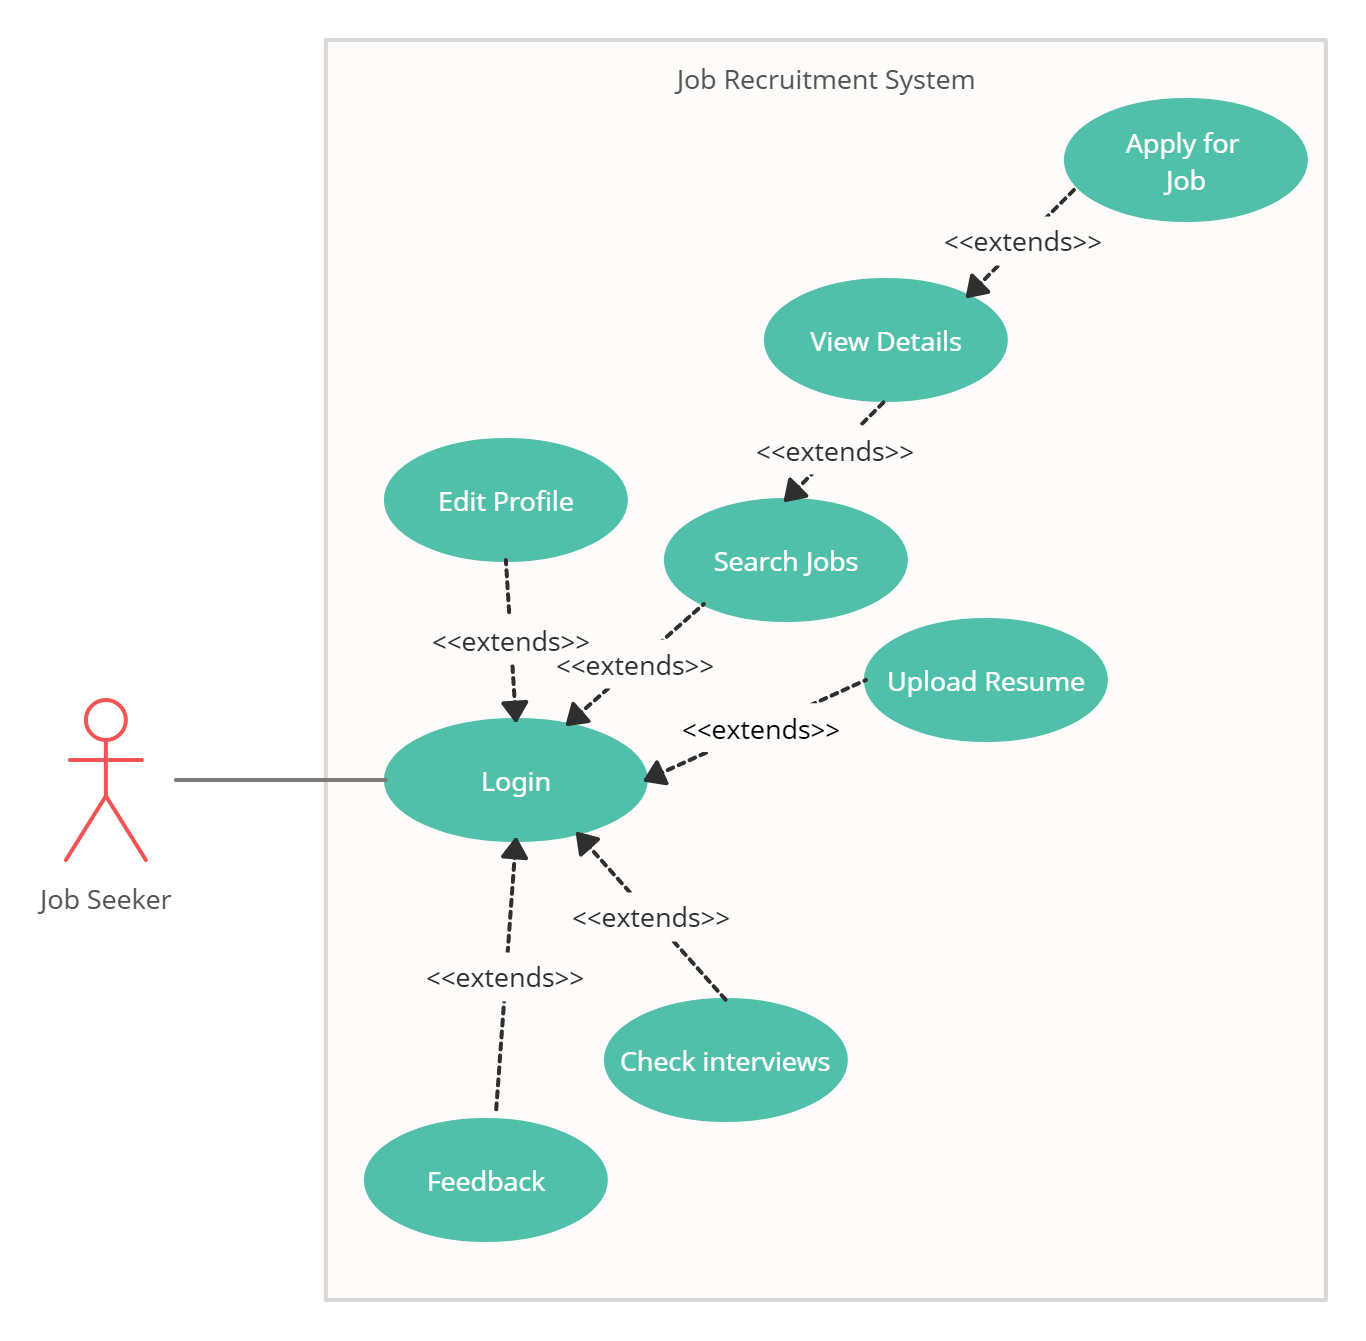 Job Recruitment System
Apply for
Job
<<extends>>
View Details
<<extends>>
Edit Profile
Search Jobs
<<extends>>
<<extends>>
Upload Resume
<<extends>>
Login
Job Seeker
<<extends>>
<<extends>>
Check interviews
Feedback